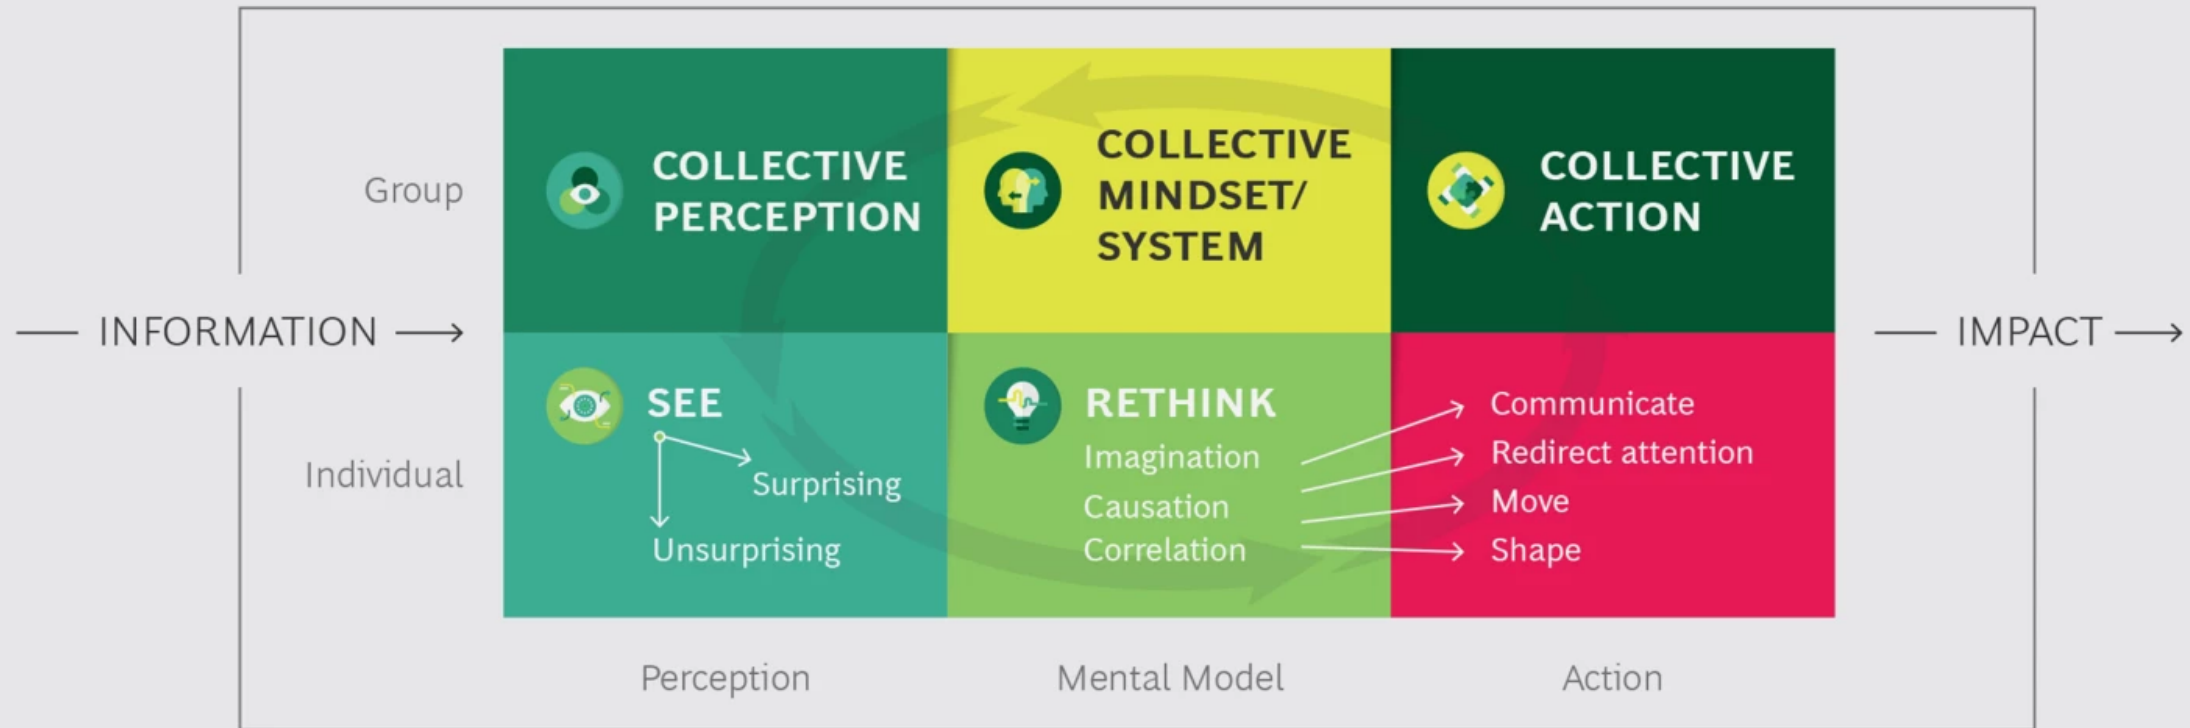 Group
COLLECTIVE
PERCEPTION
COLLECTIVE
MINDSET/
SYSTEM
COLLECTIVE
ACTION
INFORMATION
IMPACT
Individual
SEE
Surprising
Unsurprising
RETHINK
Imagination
Causation
Correlation
Communicate
Redirect attention
Move
Shape
Perception
Mental Model
Action